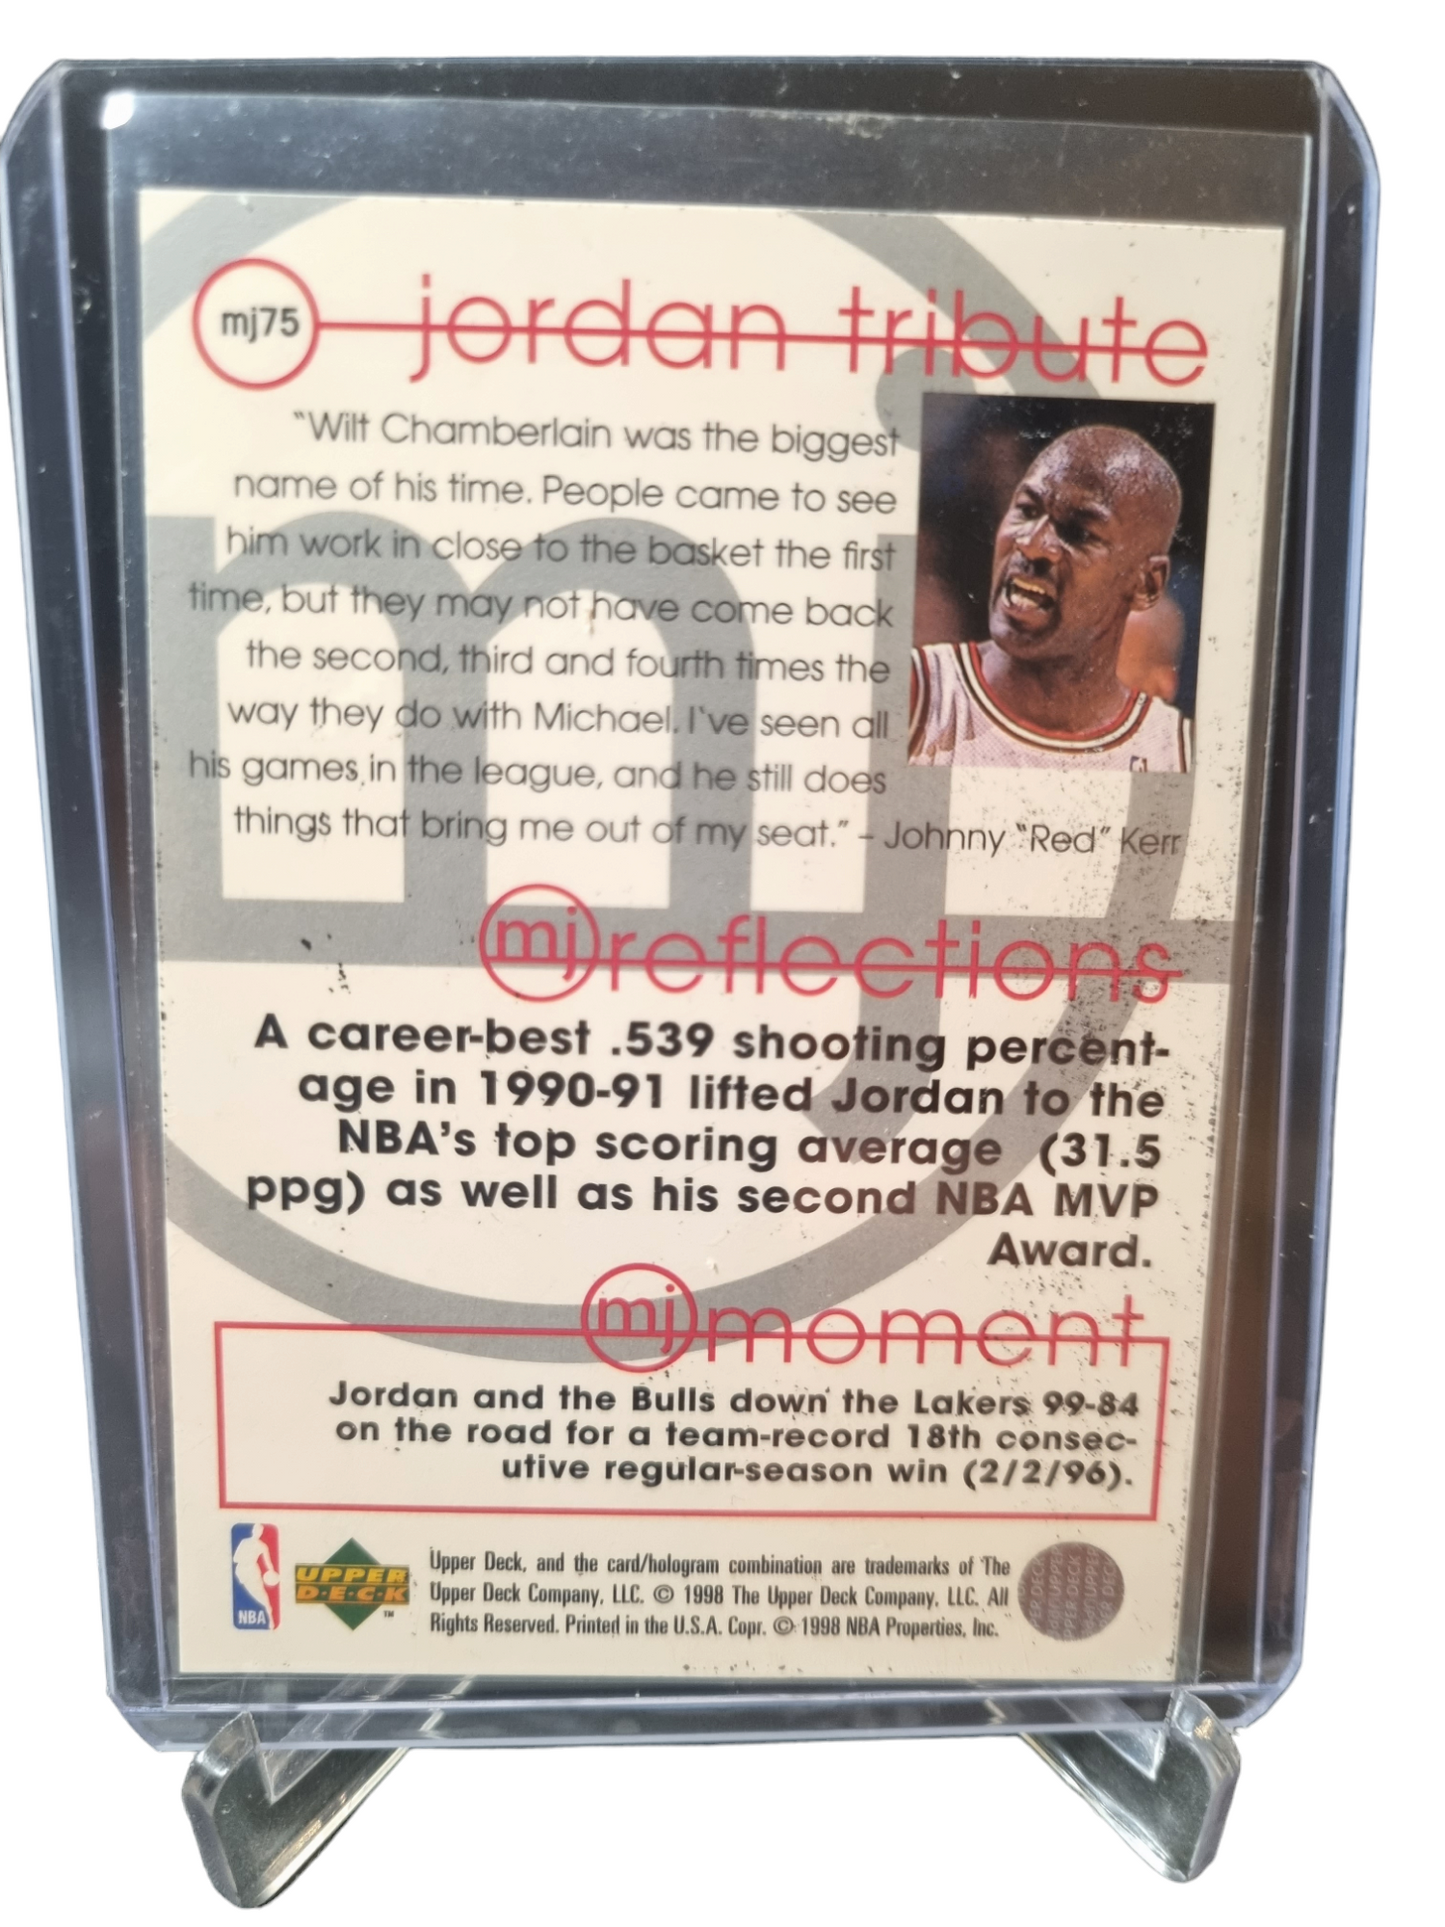 mj75 jordan tribute
"Wilt Chamberlain was the biggest
name of his time. People came to see
him work in close to the basket the first
time, but they may not have come back
the second, third and fourth times the
way they do with Michael. I've seen all
his games in the league, and he still does
things that bring me out of my seat." – Johnny "Red" Kerr
mj reflections
A career-best .539 shooting percent-
age in 1990-91 lifted Jordan to the
NBA's top scoring average (31.5
ppg) as well as his second NBA MVP
Award.
mj moment
Jordan and the Bulls down the Lakers 99-84
on the road for a team-record 18th consec-
utive regular-season win (2/2/96).
NBA
UPPER
D·E·C·K
TM
Upper Deck, and the card/hologram combination are trademarks of The
Upper Deck Company, LLC. © 1998 The Upper Deck Company, LLC. All
Rights Reserved. Printed in the U.S.A. Copr. © 1998 NBA Properties, Inc.
UPPER DECK